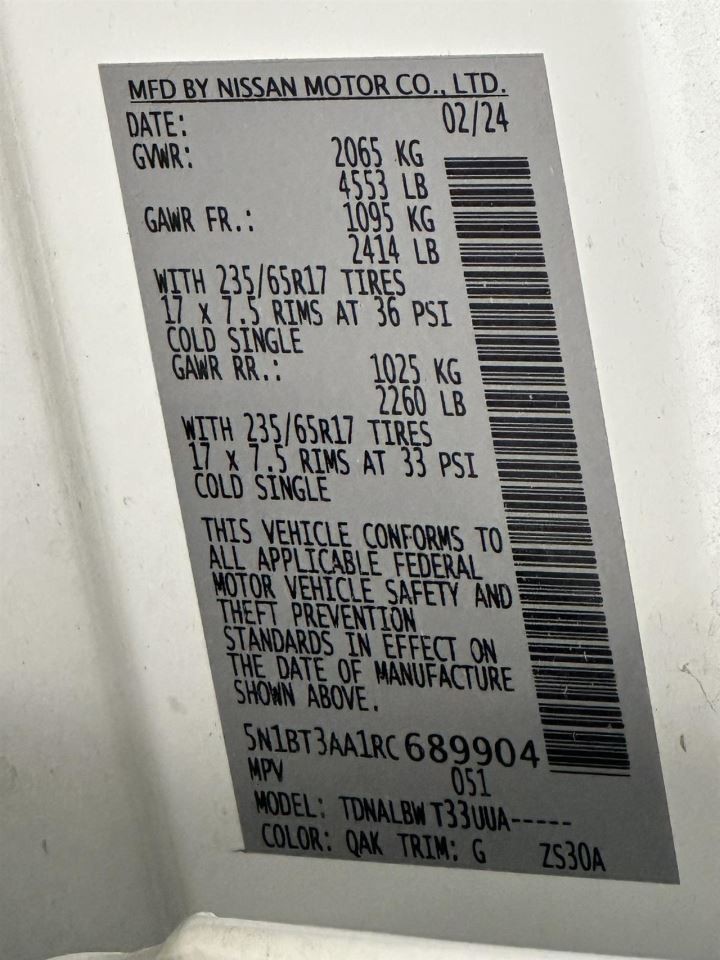 MFD BY NISSAN MOTOR CO., LTD.
DATE: 02/24
GVWR: 2065 KG
4553 LB
GAWR FR.: 1095 KG
2414 LB
WITH 235/65R17 TIRES
17 x 7.5 RIMS AT 36 PSI
COLD SINGLE
GAWR RR.: 1025 KG
2260 LB
WITH 235/65R17 TIRES
17 x 7.5 RIMS AT 33 PSI
COLD SINGLE
THIS VEHICLE CONFORMS TO
ALL APPLICABLE FEDERAL
MOTOR VEHICLE SAFETY AND
THEFT PREVENTION
STANDARDS IN EFFECT ON
THE DATE OF MANUFACTURE
SHOWN ABOVE.
5N1BT3AA1RC689904
MPV 051
MODEL: TDNALBW T33UUA-----
COLOR: QAK TRIM: G ZS30A